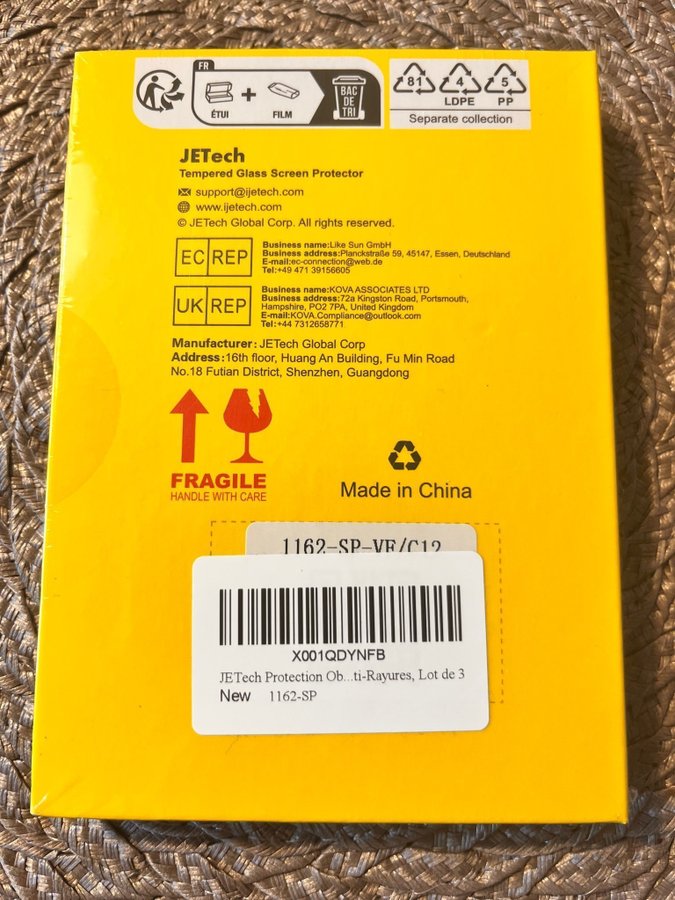 FR
ÉTUI + FILM
BAC
DE
TRI
81 4 5
LDPE PP
Separate collection
JETech
Tempered Glass Screen Protector
support@ijetech.com
www.ijetech.com
© JETech Global Corp. All rights reserved.
EC REP
Business name:Like Sun GmbH
Business address:Planckstraße 59, 45147, Essen, Deutschland
E-mail:ec-connection@web.de
Tel:+49 471 39156605
UK REP
Business name:KOVA ASSOCIATES LTD
Business address:72a Kingston Road, Portsmouth,
Hampshire, PO2 7PA, United Kingdom
E-mail:KOVA.Compliance@outlook.com
Tel:+44 7312658771
Manufacturer: JETech Global Corp
Address:16th floor, Huang An Building, Fu Min Road
No.18 Futian District, Shenzhen, Guangdong
FRAGILE
HANDLE WITH CARE
Made in China
1162-SP-VF/C12
X001QDYNFB
JETech Protection Ob...ti-Rayures, Lot de 3
New 1162-SP